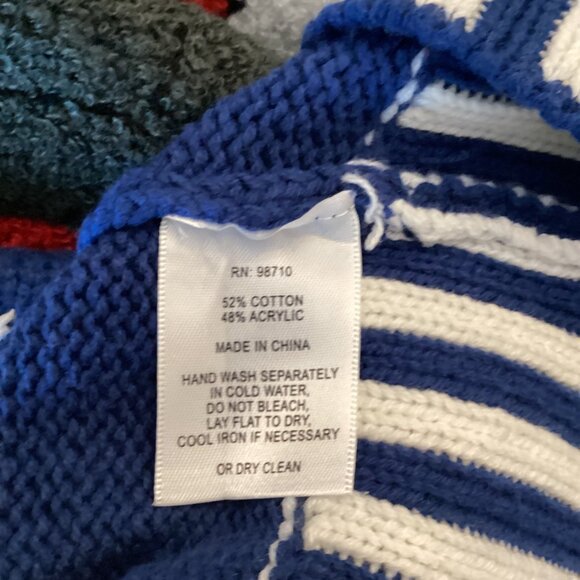 RN: 98710
52% COTTON
48% ACRYLIC
MADE IN CHINA
HAND WASH SEPARATELY
IN COLD WATER,
DO NOT BLEACH,
LAY FLAT TO DRY,
COOL IRON IF NECESSARY
OR DRY CLEAN